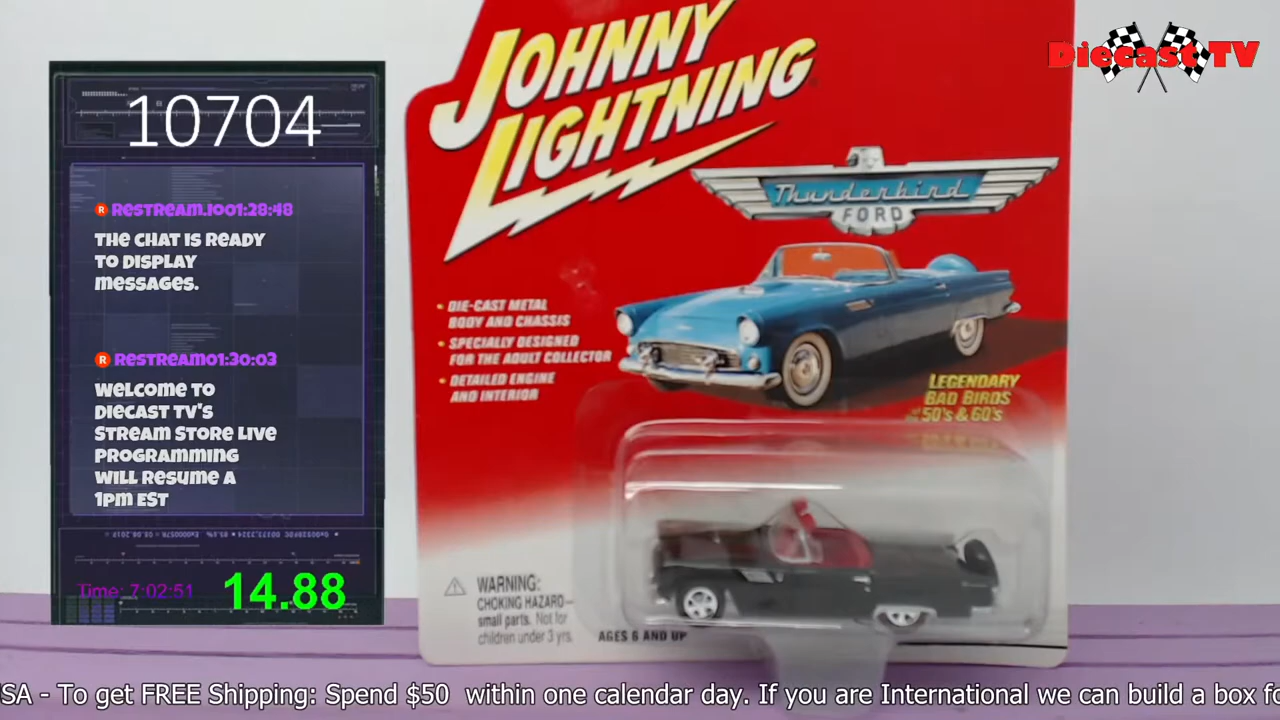 10704
Restream.io01:28:48
THE CHAT IS READY
TO DISPLAY
MESSAGES.
Restream01:30:03
WELCOME TO
DIECAST TV'S
STREAM STORE LIVE
PROGRAMMING
WILL RESUME A
1PM EST
Time: 7:02:51
14.88
JOHNNY
LIGHTNING
Thunderbird
FORD
• DIE-CAST METAL
BODY AND CHASSIS
• SPECIALLY DESIGNED
FOR THE ADULT COLLECTOR
• DETAILED ENGINE
AND INTERIOR
LEGENDARY
BAD BIRDS
of the 50's & 60's
WARNING:
CHOKING HAZARD—
small parts. Not for
children under 3 yrs.
AGES 6 AND UP
Diecast TV
SA - To get FREE Shipping: Spend $50 within one calendar day. If you are International we can build a box fo